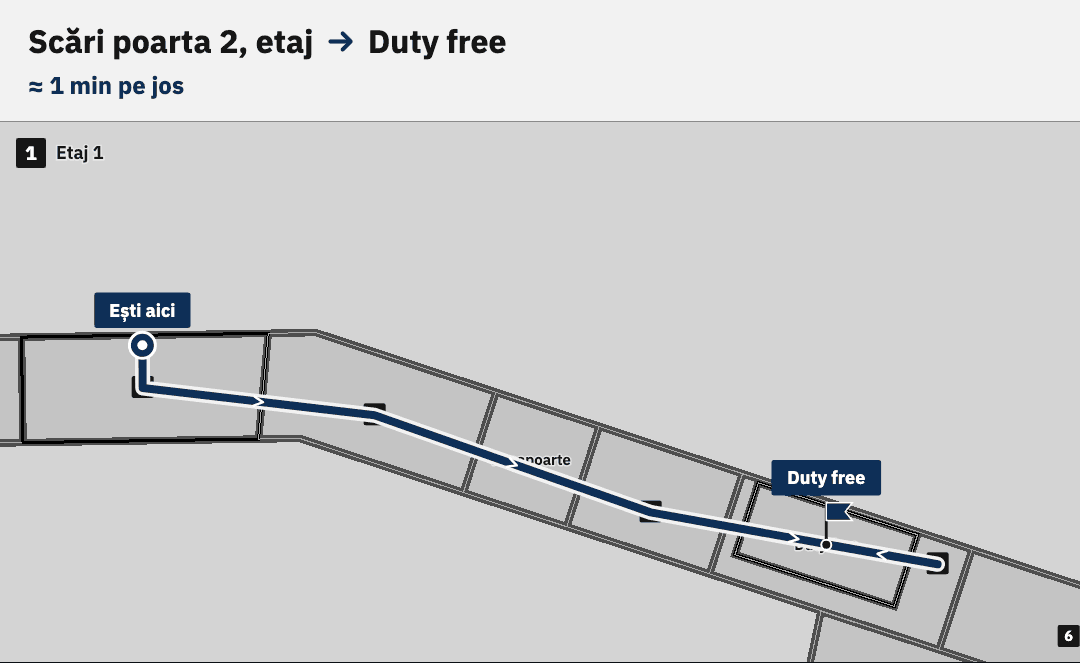 Scări poarta 2, etaj → Duty free
≈ 1 min pe jos
1 Etaj 1
Ești aici
Duty free
6